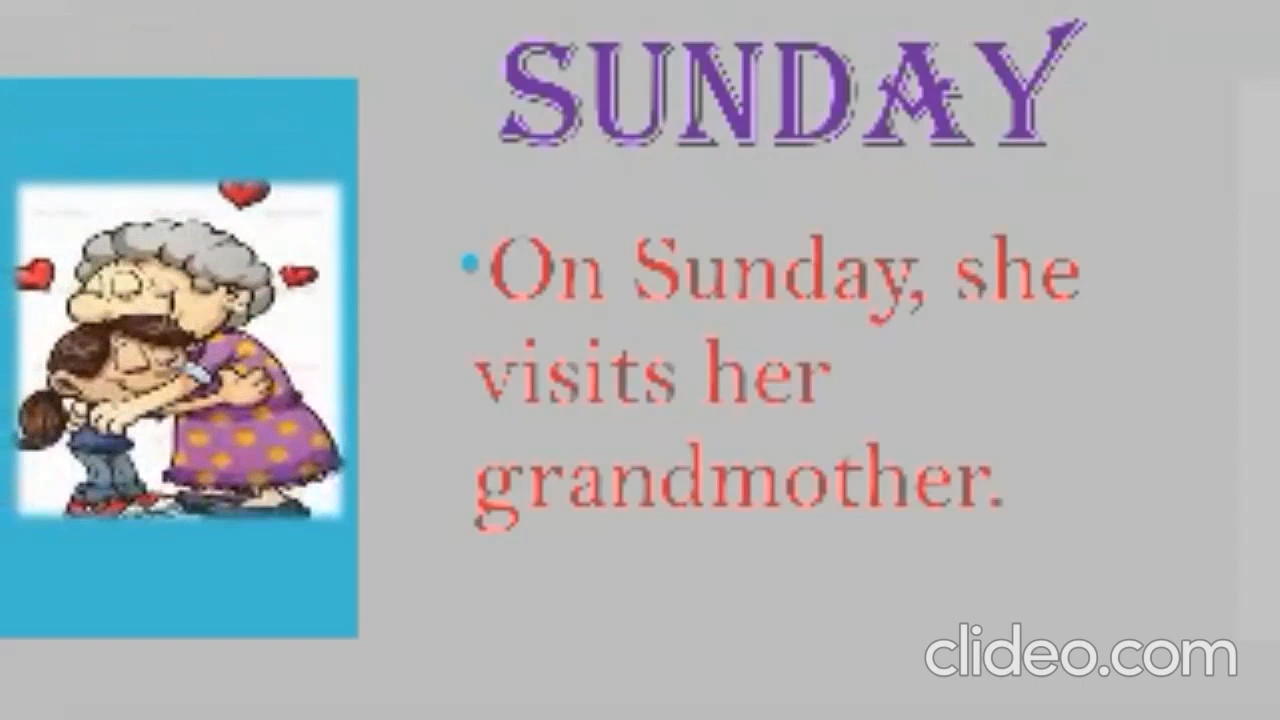 SUNDAY
•On Sunday, she
visits her
grandmother.
clideo.com